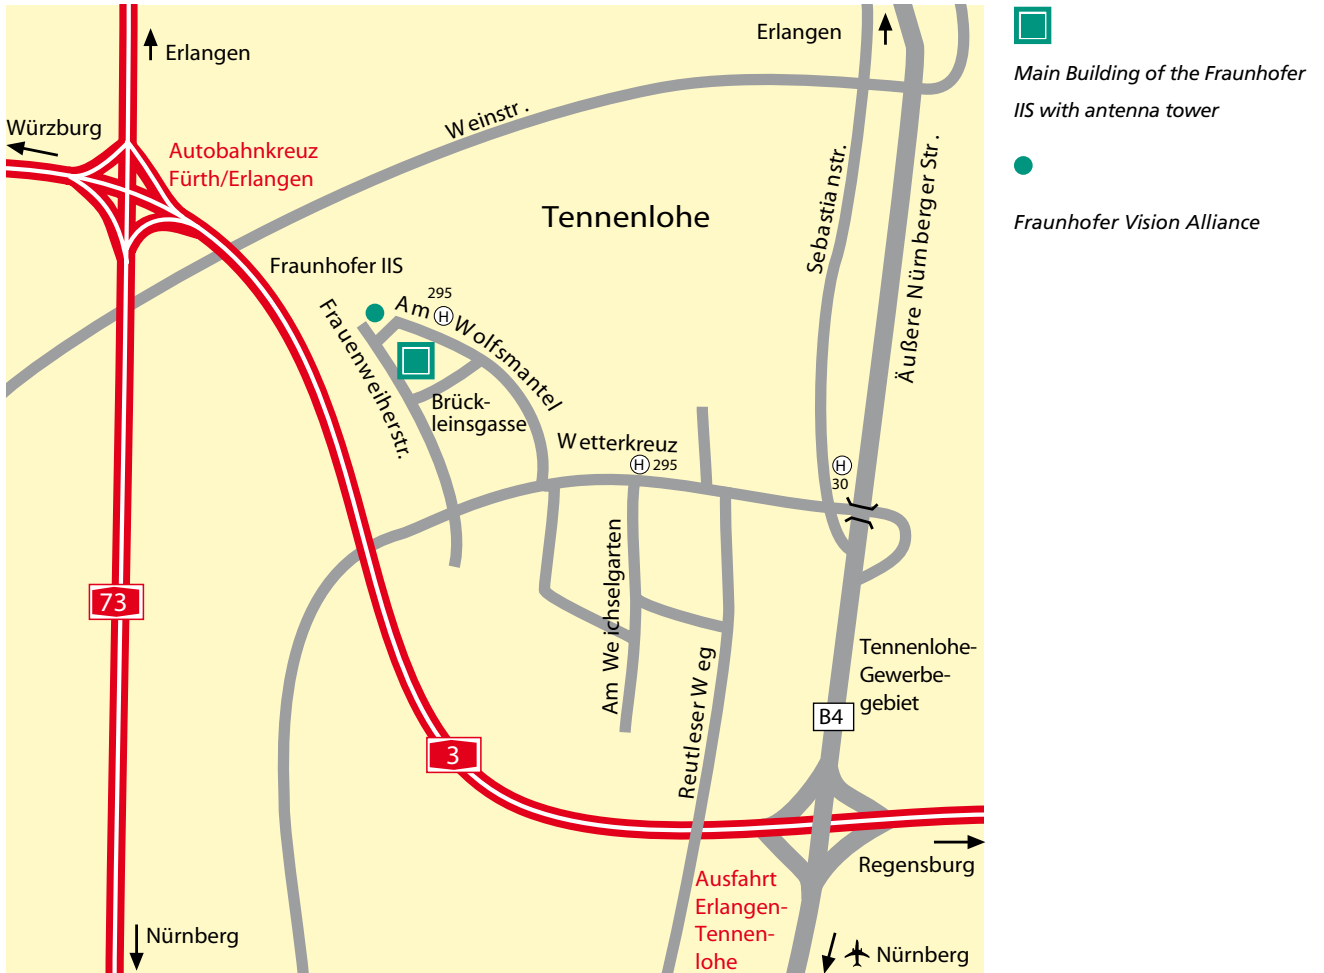 Erlangen
Erlangen
Main Building of the Fraunhofer
IIS with antenna tower
Würzburg
Weinstr.
Autobahnkreuz
Fürth/Erlangen
Sebastianstr.
Äußere Nürnberger Str.
Tennenlohe
Fraunhofer Vision Alliance
Fraunhofer IIS
295
H
Am Wolfsmantel
Frauenweiherstr.
Brück-
leinsgasse
Wetterkreuz
H 295
H
30
Am Weichselgarten
73
Reutleser Weg
Tennenlohe-
Gewerbe-
gebiet
B4
3
Regensburg
Ausfahrt
Erlangen-
Tennen-
lohe
Nürnberg
Nürnberg